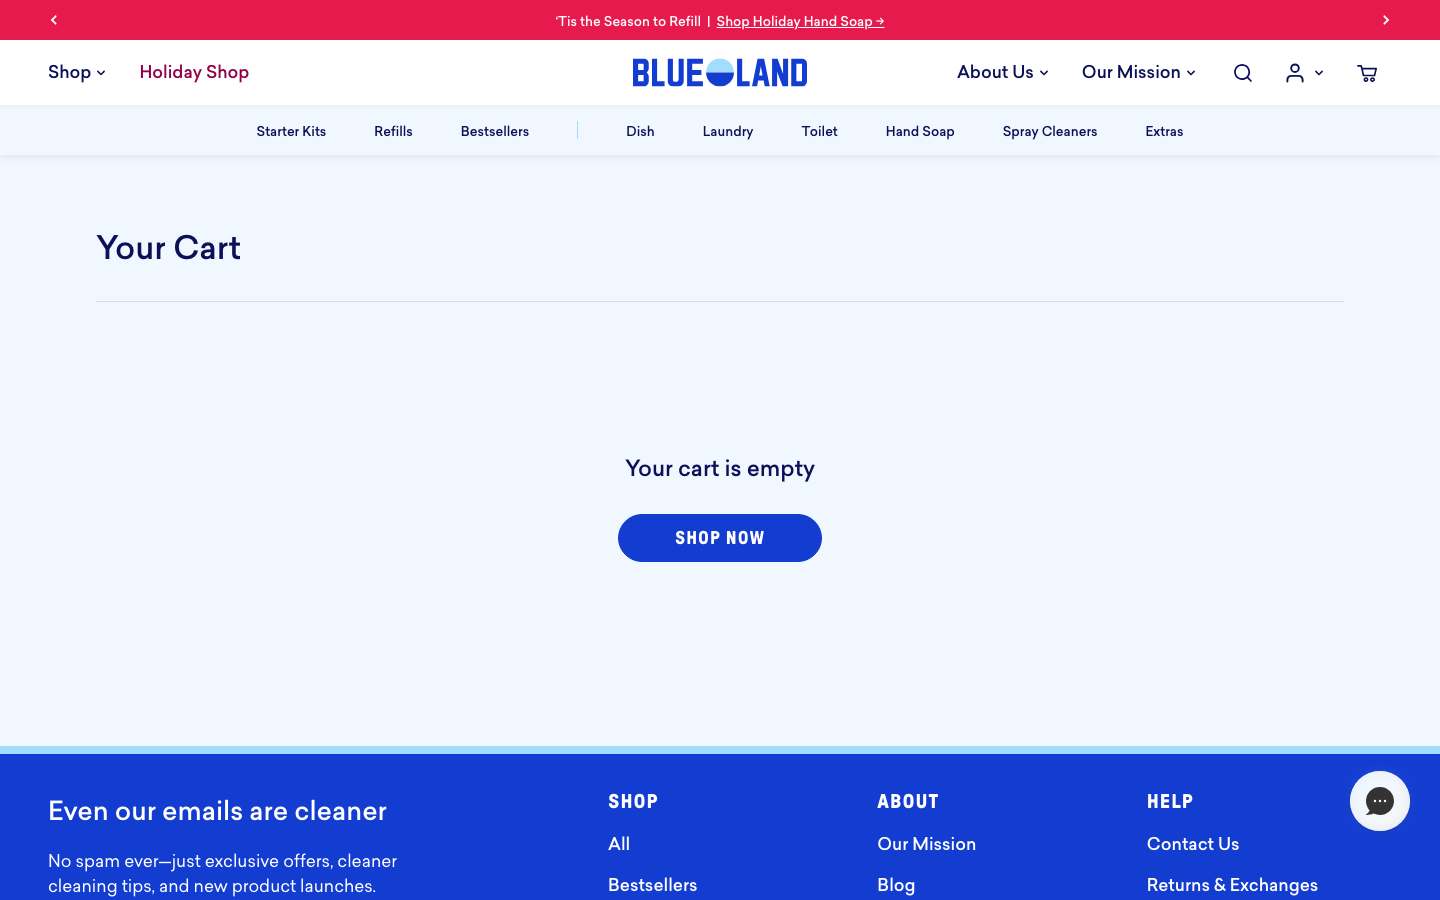 'Tis the Season to Refill | Shop Holiday Hand Soap →
Shop
Holiday Shop
BLUELAND
About Us
Our Mission
Starter Kits
Refills
Bestsellers
Dish
Laundry
Toilet
Hand Soap
Spray Cleaners
Extras
Your Cart
Your cart is empty
SHOP NOW
Even our emails are cleaner
No spam ever—just exclusive offers, cleaner
cleaning tips, and new product launches.
SHOP
All
Bestsellers
ABOUT
Our Mission
Blog
HELP
Contact Us
Returns & Exchanges